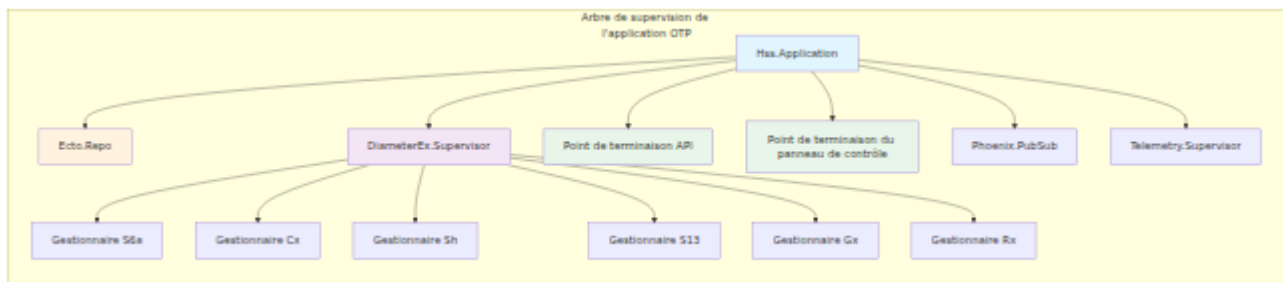 Arbre de supervision de
l'application OTP
Hss.Application
Ecto.Repo
DiameterEx.Supervisor
Point de terminaison API
Point de terminaison du
panneau de contrôle
Phoenix.PubSub
Telemetry.Supervisor
Gestionnaire S6a
Gestionnaire Cx
Gestionnaire Sh
Gestionnaire S13
Gestionnaire Gx
Gestionnaire Rx